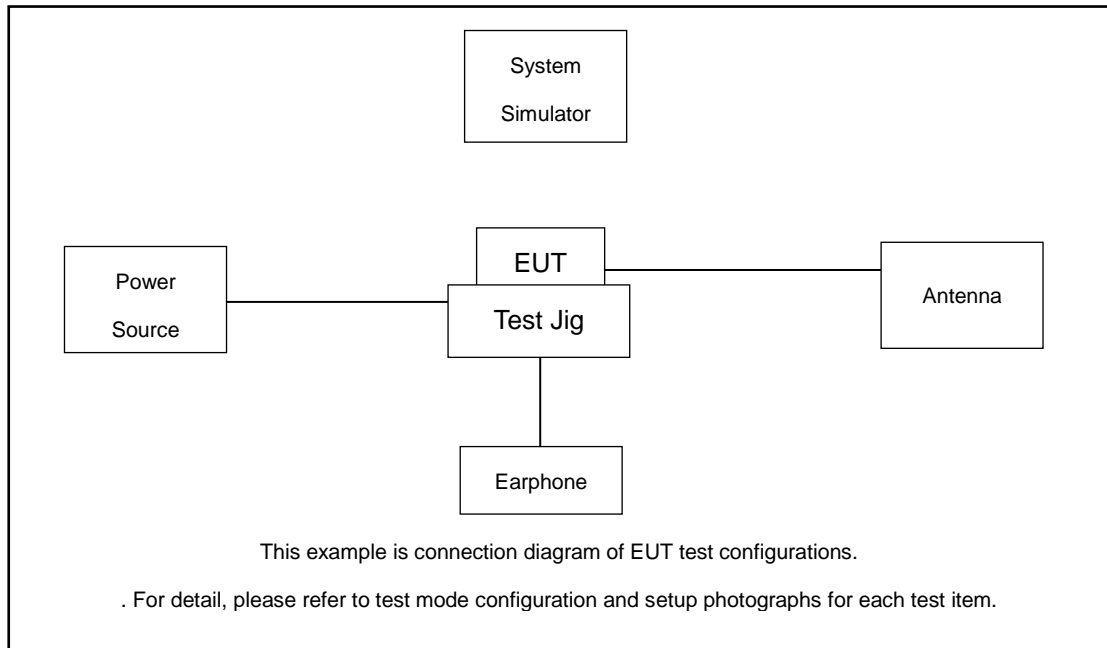 System
Simulator
Power
Source
EUT
Test Jig
Antenna
Earphone
This example is connection diagram of EUT test configurations.
. For detail, please refer to test mode configuration and setup photographs for each test item.